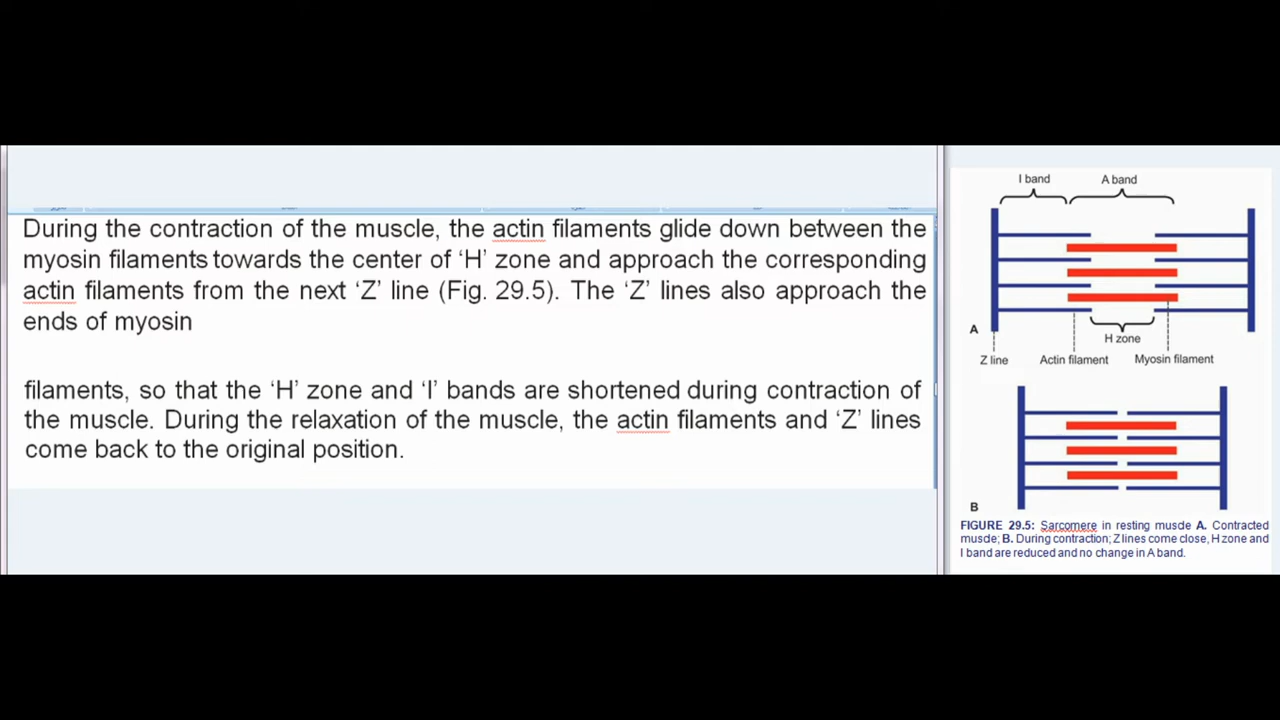 During the contraction of the muscle, the actin filaments glide down between the
myosin filaments towards the center of ‘H’ zone and approach the corresponding
actin filaments from the next ‘Z’ line (Fig. 29.5). The ‘Z’ lines also approach the
ends of myosin
filaments, so that the ‘H’ zone and ‘I’ bands are shortened during contraction of
the muscle. During the relaxation of the muscle, the actin filaments and ‘Z’ lines
come back to the original position.
I band
A band
A
H zone
Z line
Actin filament
Myosin filament
B
FIGURE 29.5: Sarcomere in resting musde A. Contracted
musde; B. During contraction; Z lines come close, H zone and
I band are reduced and no change in A band.